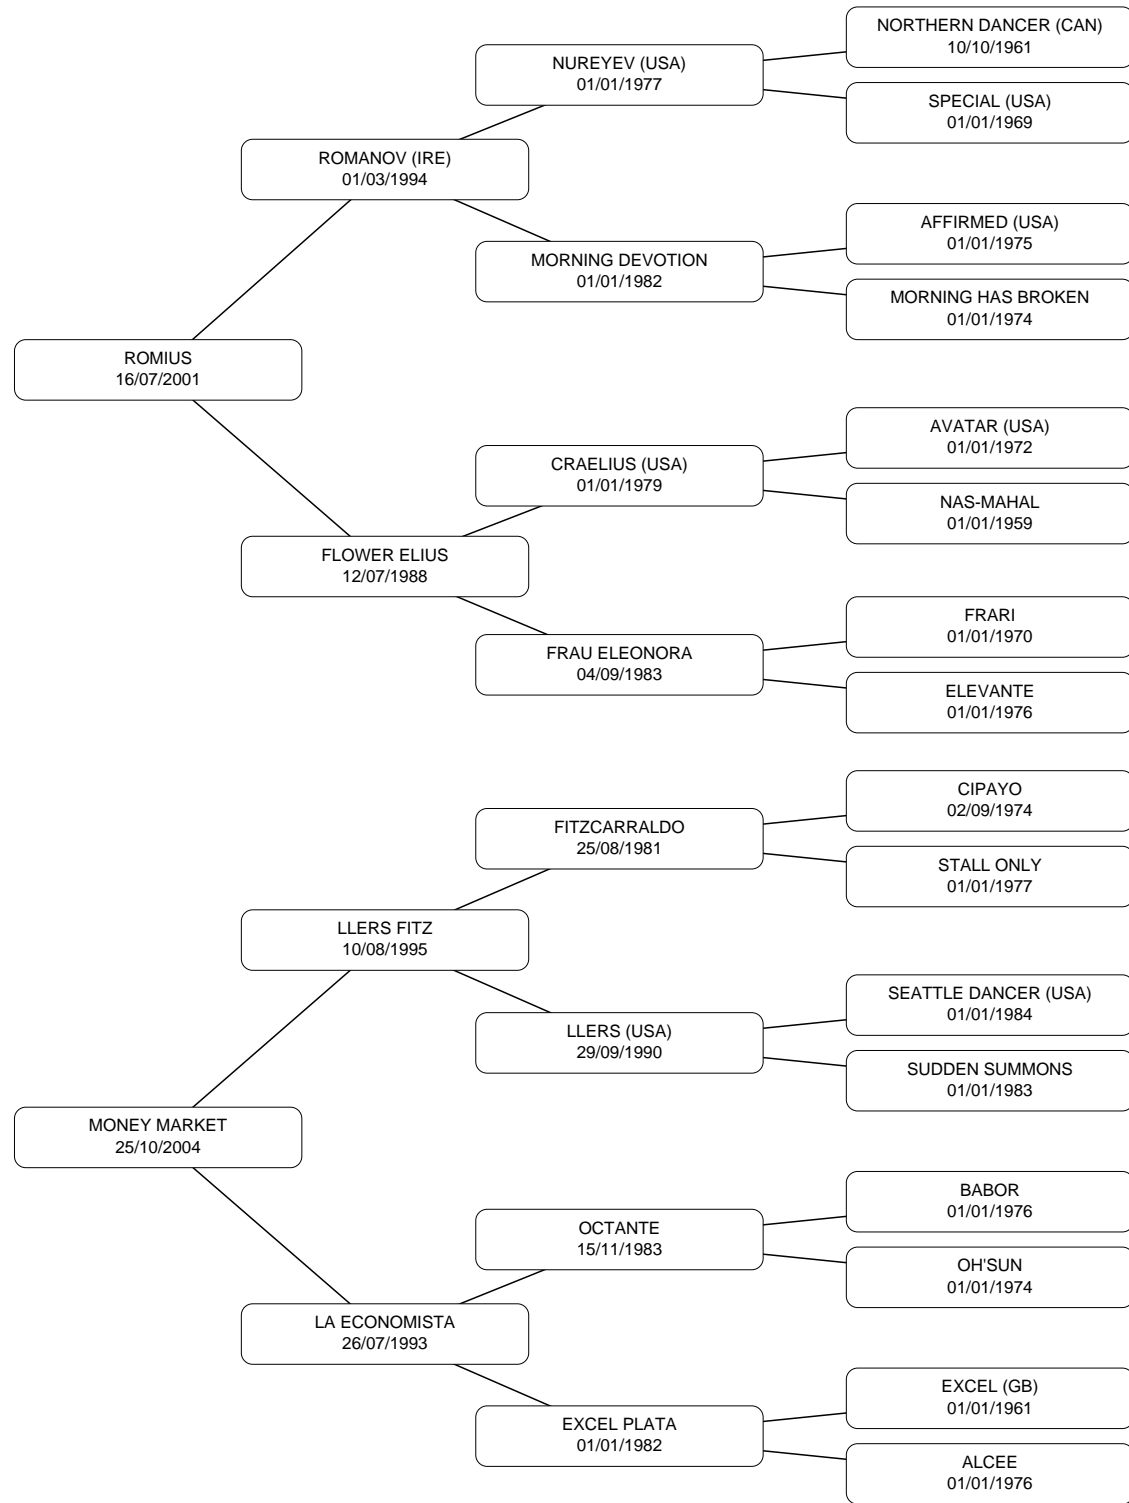 NORTHERN DANCER (CAN)
10/10/1961
NUREYEV (USA)
01/01/1977
SPECIAL (USA)
01/01/1969
ROMANOV (IRE)
01/03/1994
AFFIRMED (USA)
01/01/1975
MORNING DEVOTION
01/01/1982
MORNING HAS BROKEN
01/01/1974
ROMIUS
16/07/2001
AVATAR (USA)
01/01/1972
CRAELIUS (USA)
01/01/1979
NAS-MAHAL
01/01/1959
FLOWER ELIUS
12/07/1988
FRARI
01/01/1970
FRAU ELEONORA
04/09/1983
ELEVANTE
01/01/1976
CIPAYO
02/09/1974
FITZCARRALDO
25/08/1981
STALL ONLY
01/01/1977
LLERS FITZ
10/08/1995
SEATTLE DANCER (USA)
01/01/1984
LLERS (USA)
29/09/1990
SUDDEN SUMMONS
01/01/1983
MONEY MARKET
25/10/2004
BABOR
01/01/1976
OCTANTE
15/11/1983
OH'SUN
01/01/1974
LA ECONOMISTA
26/07/1993
EXCEL (GB)
01/01/1961
EXCEL PLATA
01/01/1982
ALCEE
01/01/1976